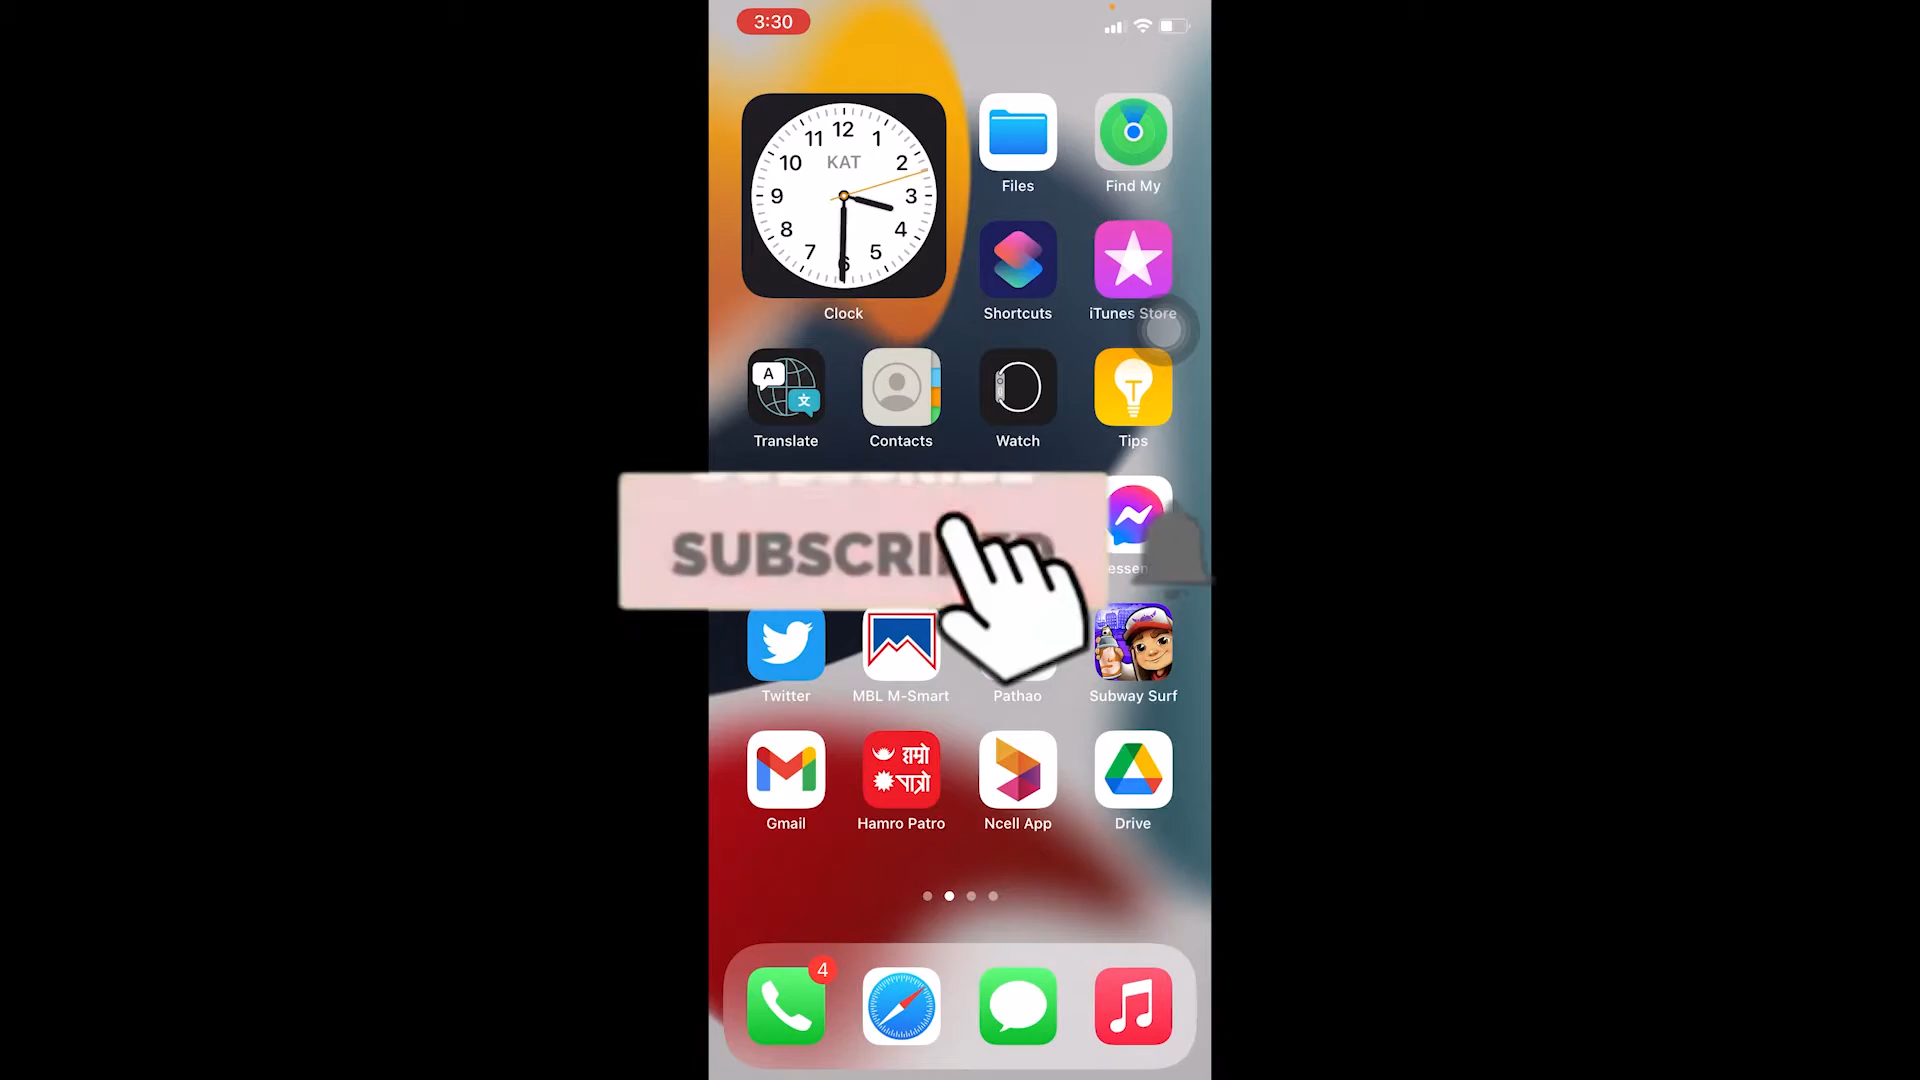 3:30
12
11 1
KAT
10 2
9 3
8 4
7 5
6
Clock
Files
Find My
Shortcuts
iTunes Store
A
文
Translate
Contacts
Watch
Tips
SUBSCRI
Twitter
MBL M-Smart
Pathao
Subway Surf
हाम्रो
पात्रो
Gmail
Hamro Patro
Ncell App
Drive
4